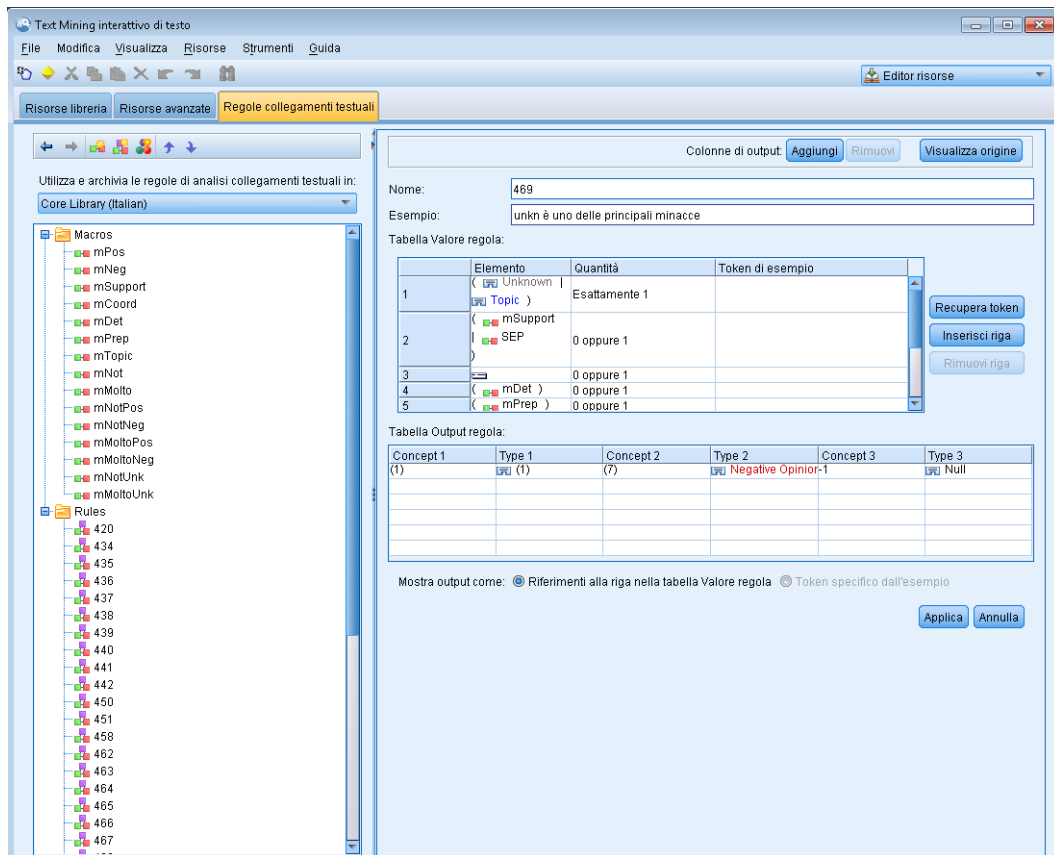 Text Mining interattivo di testo
File Modifica Visualizza Risorse Strumenti Guida
Editor risorse
Risorse libreria Risorse avanzate Regole collegamenti testuali
Utilizza e archivia le regole di analisi collegamenti testuali in:
Core Library (Italian)
Macros
mPos
mNeg
mSupport
mCoord
mDet
mPrep
mTopic
mNot
mMolto
mNotPos
mNotNeg
mMoltoPos
mMoltoNeg
mNotUnk
mMoltoUnk
Rules
420
434
435
436
437
438
439
440
441
442
450
451
458
462
463
464
465
466
467
Colonne di output: Aggiungi Rimuovi Visualizza origine
Nome: 469
Esempio: unkn è uno delle principali minacce
Tabella Valore regola:
Elemento Quantità Token di esempio
1 ( Unknown | Topic ) Esattamente 1
2 ( mSupport | SEP ) 0 oppure 1
3 0 oppure 1
4 ( mDet ) 0 oppure 1
5 ( mPrep ) 0 oppure 1
Recupera token
Inserisci riga
Rimuovi riga
Tabella Output regola:
Concept 1 Type 1 Concept 2 Type 2 Concept 3 Type 3
(1) (1) (7) Negative Opinior -1 Null
Mostra output come: Riferimenti alla riga nella tabella Valore regola Token specifico dall'esempio
Applica Annulla